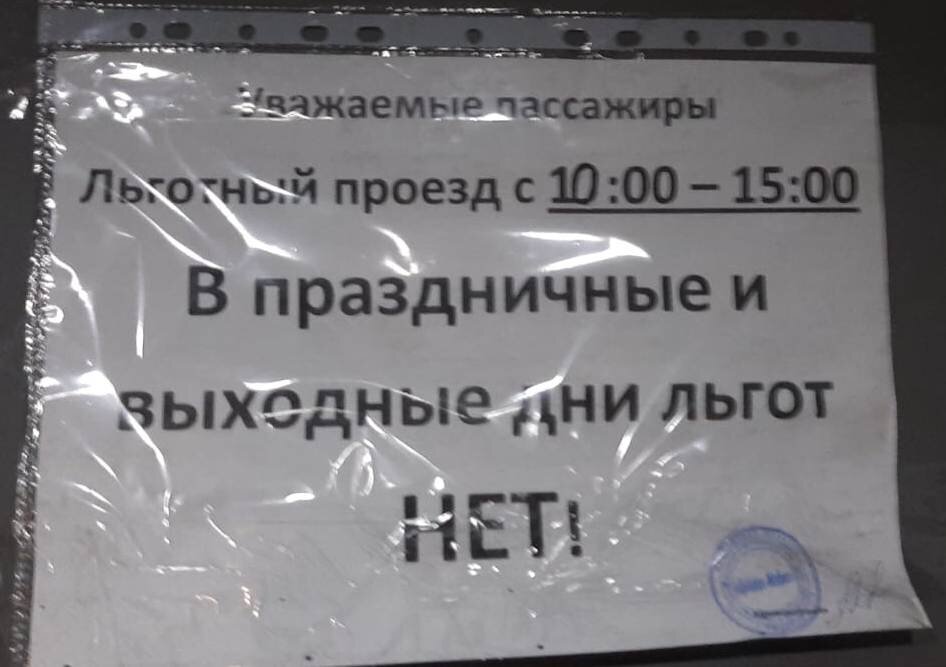 Уважаемые пассажиры
Льготный проезд с 10:00 – 15:00
В праздничные и
выходные дни льгот
НЕТ!